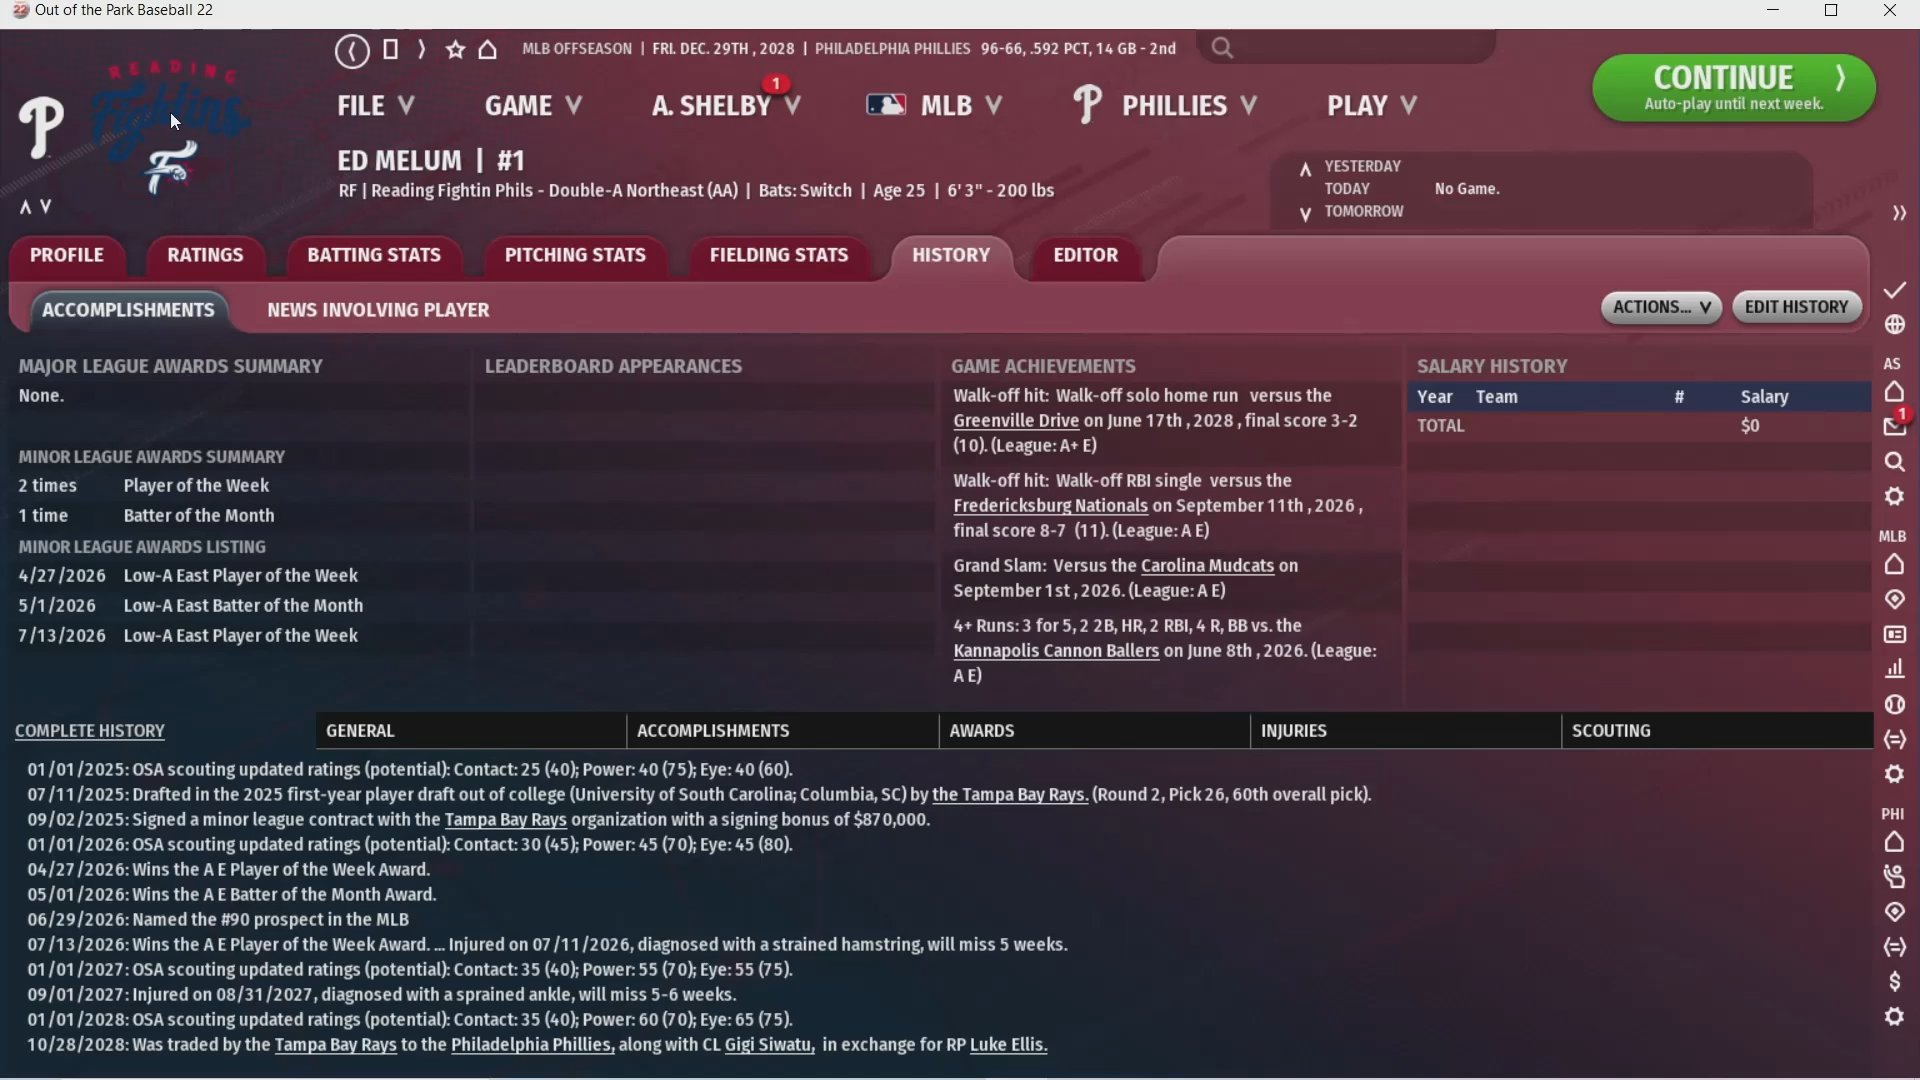 Out of the Park Baseball 22
MLB OFFSEASON | FRI. DEC. 29TH , 2028 | PHILADELPHIA PHILLIES 96-66, .592 PCT, 14 GB - 2nd
READING
Fightins
FILE
GAME
A. SHELBY
1
MLB
PHILLIES
PLAY
CONTINUE
Auto-play until next week.
ED MELUM | #1
RF | Reading Fightin Phils - Double-A Northeast (AA) | Bats: Switch | Age 25 | 6' 3" - 200 lbs
YESTERDAY
TODAY
No Game.
TOMORROW
PROFILE
RATINGS
BATTING STATS
PITCHING STATS
FIELDING STATS
HISTORY
EDITOR
ACCOMPLISHMENTS
NEWS INVOLVING PLAYER
ACTIONS...
EDIT HISTORY
MAJOR LEAGUE AWARDS SUMMARY
None.
MINOR LEAGUE AWARDS SUMMARY
2 times Player of the Week
1 time Batter of the Month
MINOR LEAGUE AWARDS LISTING
4/27/2026 Low-A East Player of the Week
5/1/2026 Low-A East Batter of the Month
7/13/2026 Low-A East Player of the Week
LEADERBOARD APPEARANCES
GAME ACHIEVEMENTS
Walk-off hit: Walk-off solo home run versus the
Greenville Drive on June 17th , 2028 , final score 3-2
(10). (League: A+ E)
Walk-off hit: Walk-off RBI single versus the
Fredericksburg Nationals on September 11th , 2026 ,
final score 8-7 (11). (League: A E)
Grand Slam: Versus the Carolina Mudcats on
September 1st , 2026. (League: A E)
4+ Runs: 3 for 5, 2 2B, HR, 2 RBI, 4 R, BB vs. the
Kannapolis Cannon Ballers on June 8th , 2026. (League:
A E)
SALARY HISTORY
Year Team # Salary
TOTAL $0
AS
1
MLB
PHI
COMPLETE HISTORY
GENERAL
ACCOMPLISHMENTS
AWARDS
INJURIES
SCOUTING
01/01/2025: OSA scouting updated ratings (potential): Contact: 25 (40); Power: 40 (75); Eye: 40 (60).
07/11/2025: Drafted in the 2025 first-year player draft out of college (University of South Carolina; Columbia, SC) by the Tampa Bay Rays. (Round 2, Pick 26, 60th overall pick).
09/02/2025: Signed a minor league contract with the Tampa Bay Rays organization with a signing bonus of $870,000.
01/01/2026: OSA scouting updated ratings (potential): Contact: 30 (45); Power: 45 (70); Eye: 45 (80).
04/27/2026: Wins the A E Player of the Week Award.
05/01/2026: Wins the A E Batter of the Month Award.
06/29/2026: Named the #90 prospect in the MLB
07/13/2026: Wins the A E Player of the Week Award. ... Injured on 07/11/2026, diagnosed with a strained hamstring, will miss 5 weeks.
01/01/2027: OSA scouting updated ratings (potential): Contact: 35 (40); Power: 55 (70); Eye: 55 (75).
09/01/2027: Injured on 08/31/2027, diagnosed with a sprained ankle, will miss 5-6 weeks.
01/01/2028: OSA scouting updated ratings (potential): Contact: 35 (40); Power: 60 (70); Eye: 65 (75).
10/28/2028: Was traded by the Tampa Bay Rays to the Philadelphia Phillies, along with CL Gigi Siwatu, in exchange for RP Luke Ellis.